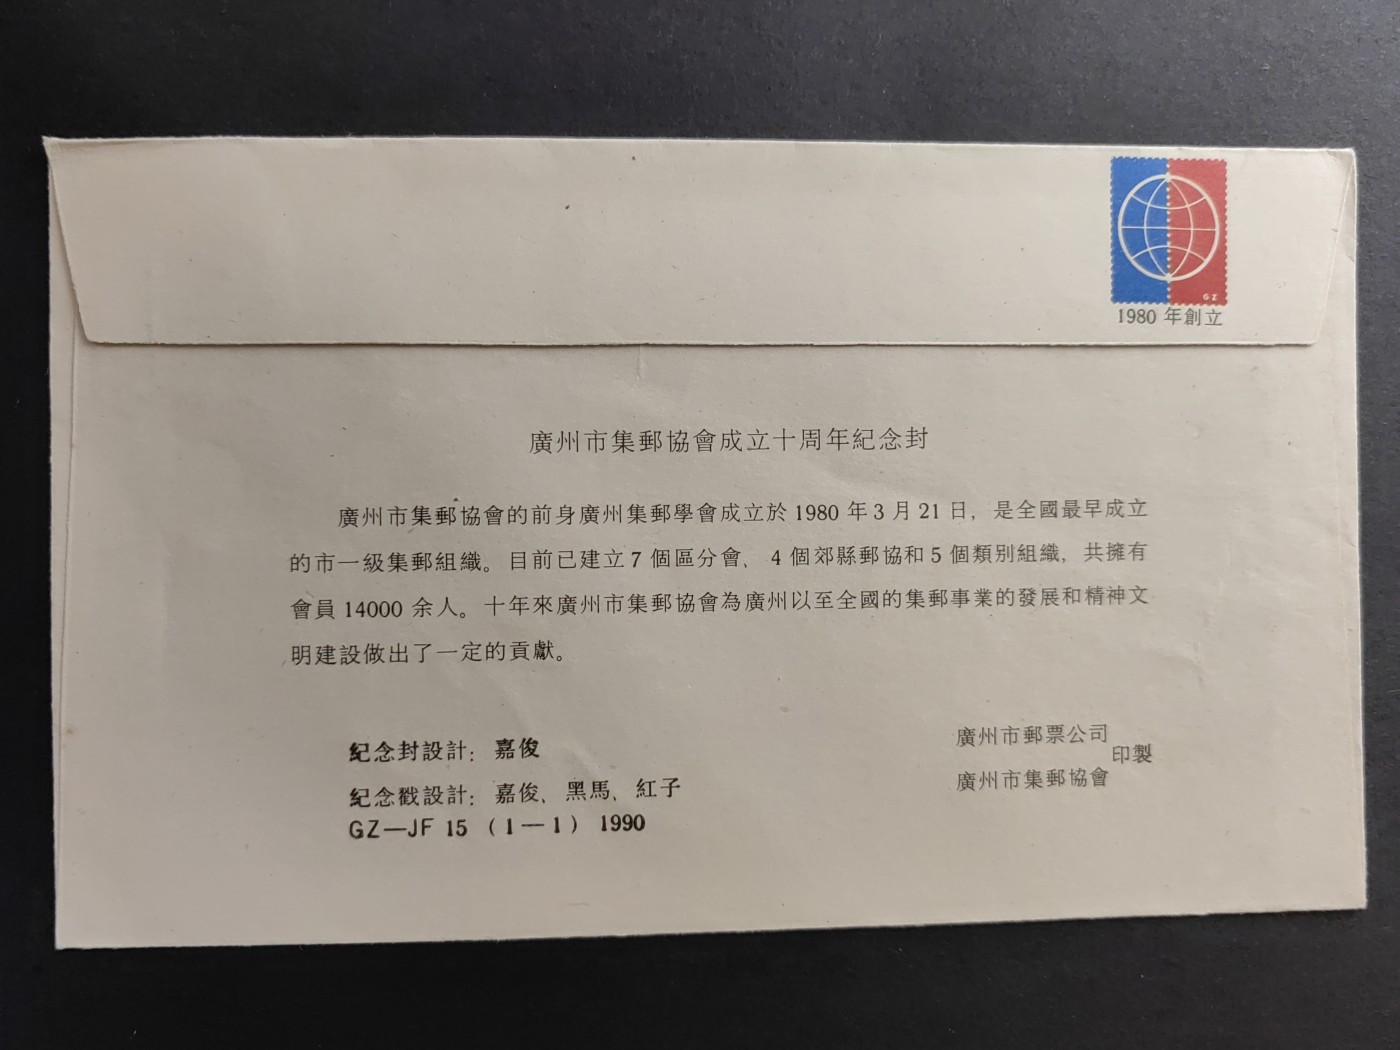 GZ
1980 年創立
廣州市集郵協會成立十周年紀念封
廣州市集郵協會的前身廣州集郵學會成立於 1980 年 3 月 21 日，是全國最早成立
的市一級集郵組織。目前已建立 7 個區分會、4 個郊縣郵協和 5 個類別組織，共擁有
會員 14000 余人。十年來廣州市集郵協會為廣州以至全國的集郵事業的發展和精神文
明建設做出了一定的貢獻。
紀念封設計：嘉俊
紀念戳設計：嘉俊、黑馬、紅子
GZ—JF 15 (1—1) 1990
廣州市郵票公司
廣州市集郵協會
印製